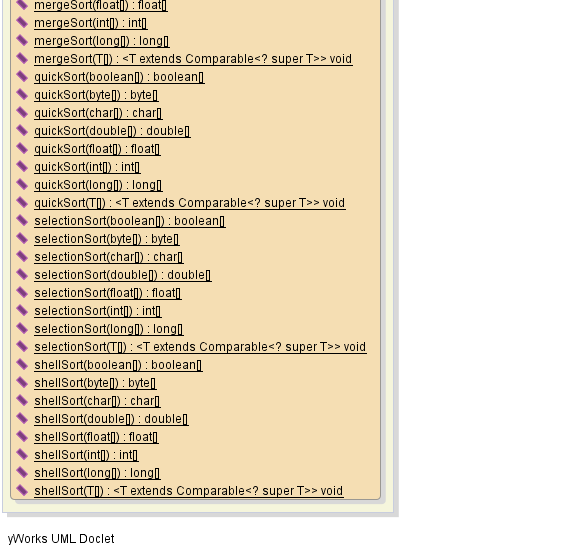 mergeSort(float[]) : float[]
mergeSort(int[]) : int[]
mergeSort(long[]) : long[]
mergeSort(T[]) : <T extends Comparable<? super T>> void
quickSort(boolean[]) : boolean[]
quickSort(byte[]) : byte[]
quickSort(char[]) : char[]
quickSort(double[]) : double[]
quickSort(float[]) : float[]
quickSort(int[]) : int[]
quickSort(long[]) : long[]
quickSort(T[]) : <T extends Comparable<? super T>> void
selectionSort(boolean[]) : boolean[]
selectionSort(byte[]) : byte[]
selectionSort(char[]) : char[]
selectionSort(double[]) : double[]
selectionSort(float[]) : float[]
selectionSort(int[]) : int[]
selectionSort(long[]) : long[]
selectionSort(T[]) : <T extends Comparable<? super T>> void
shellSort(boolean[]) : boolean[]
shellSort(byte[]) : byte[]
shellSort(char[]) : char[]
shellSort(double[]) : double[]
shellSort(float[]) : float[]
shellSort(int[]) : int[]
shellSort(long[]) : long[]
shellSort(T[]) : <T extends Comparable<? super T>> void
yWorks UML Doclet